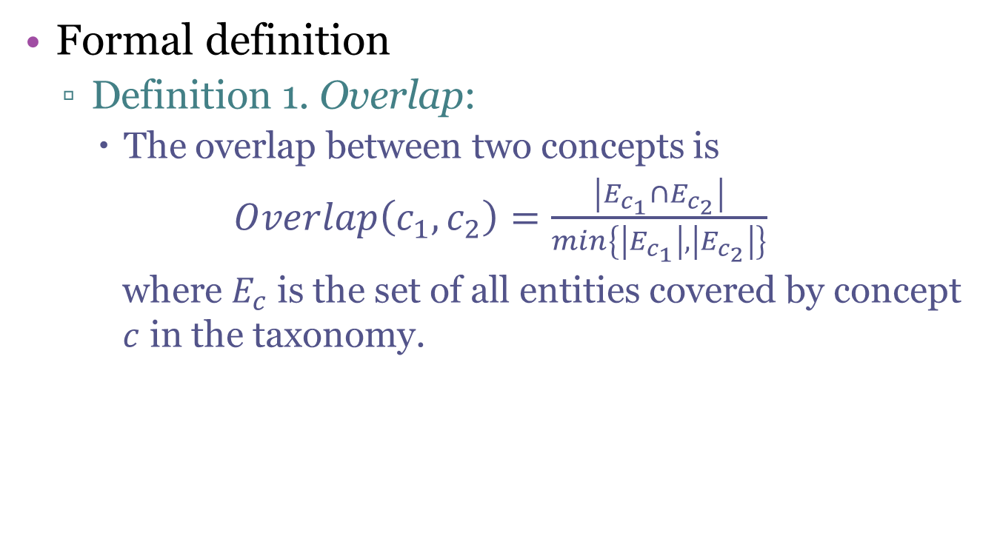 • Formal definition
▫ Definition 1. Overlap:
• The overlap between two concepts is
$Overlap(c_1, c_2) = \frac{|E_{c_1} \cap E_{c_2}|}{min\{|E_{c_1}|,|E_{c_2}|\}}$
where $E_c$ is the set of all entities covered by concept
$c$ in the taxonomy.